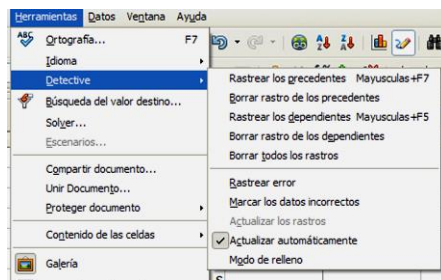 Herramientas Datos Ventana Ayuda
ABC Ortografía... F7
Idioma
Detective
Búsqueda del valor destino...
Solver...
Escenarios...
Compartir documento...
Unir Documento...
Proteger documento
Contenido de las celdas
Galería
Rastrear los precedentes Mayusculas+F7
Borrar rastro de los precedentes
Rastrear los dependientes Mayusculas+F5
Borrar rastro de los dependientes
Borrar todos los rastros
Rastrear error
Marcar los datos incorrectos
Actualizar los rastros
Actualizar automáticamente
Modo de relleno